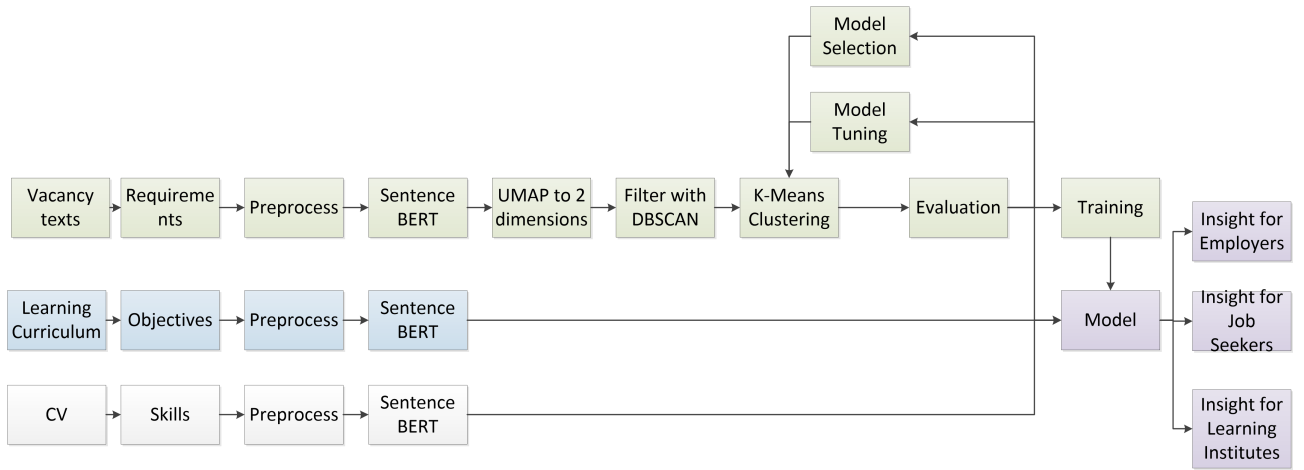 Model
Selection
Model
Tuning
Vacancy
texts
Requireme
nts
Preprocess
Sentence
BERT
UMAP to 2
dimensions
Filter with
DBSCAN
K-Means
Clustering
Evaluation
Training
Insight for
Employers
Learning
Curriculum
Objectives
Preprocess
Sentence
BERT
Model
Insight for
Job
Seekers
CV
Skills
Preprocess
Sentence
BERT
Insight for
Learning
Institutes